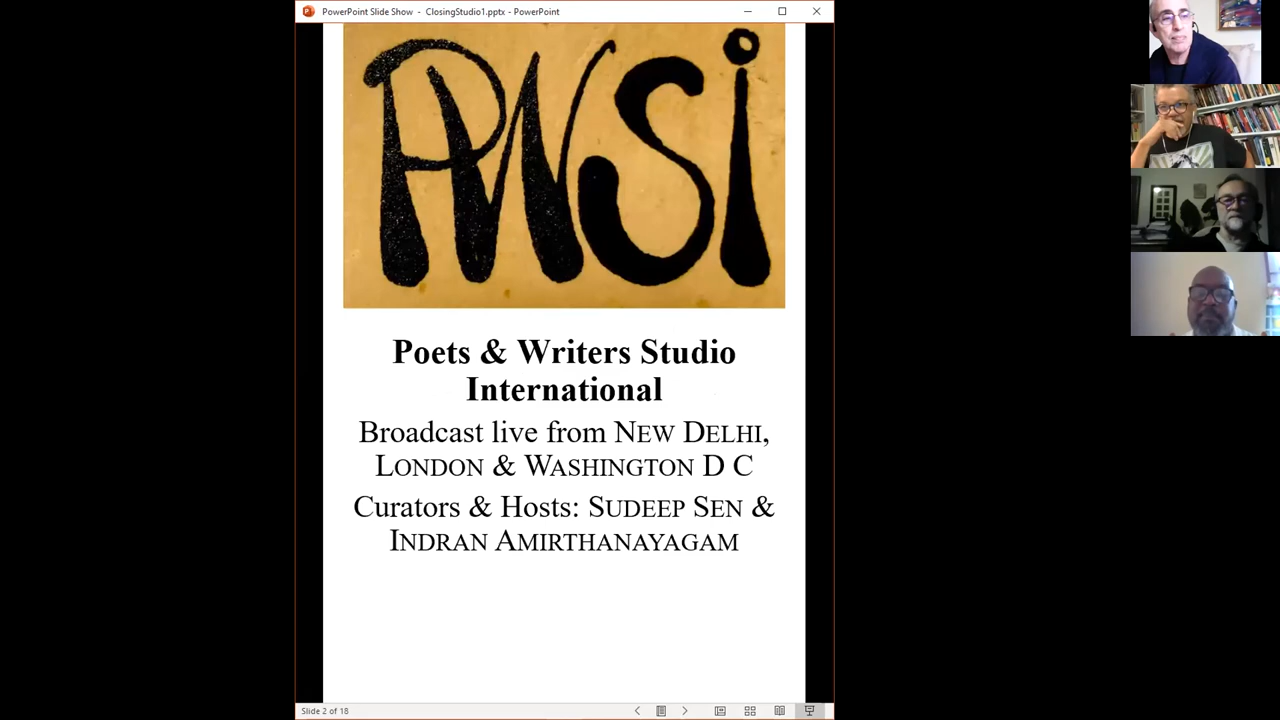 PowerPoint Slide Show - ClosingStudio1.pptx - PowerPoint
PWSI
Poets & Writers Studio
International
Broadcast live from NEW DELHI,
LONDON & WASHINGTON D C
Curators & Hosts: SUDEEP SEN &
INDRAN AMIRTHANAYAGAM
Slide 2 of 18